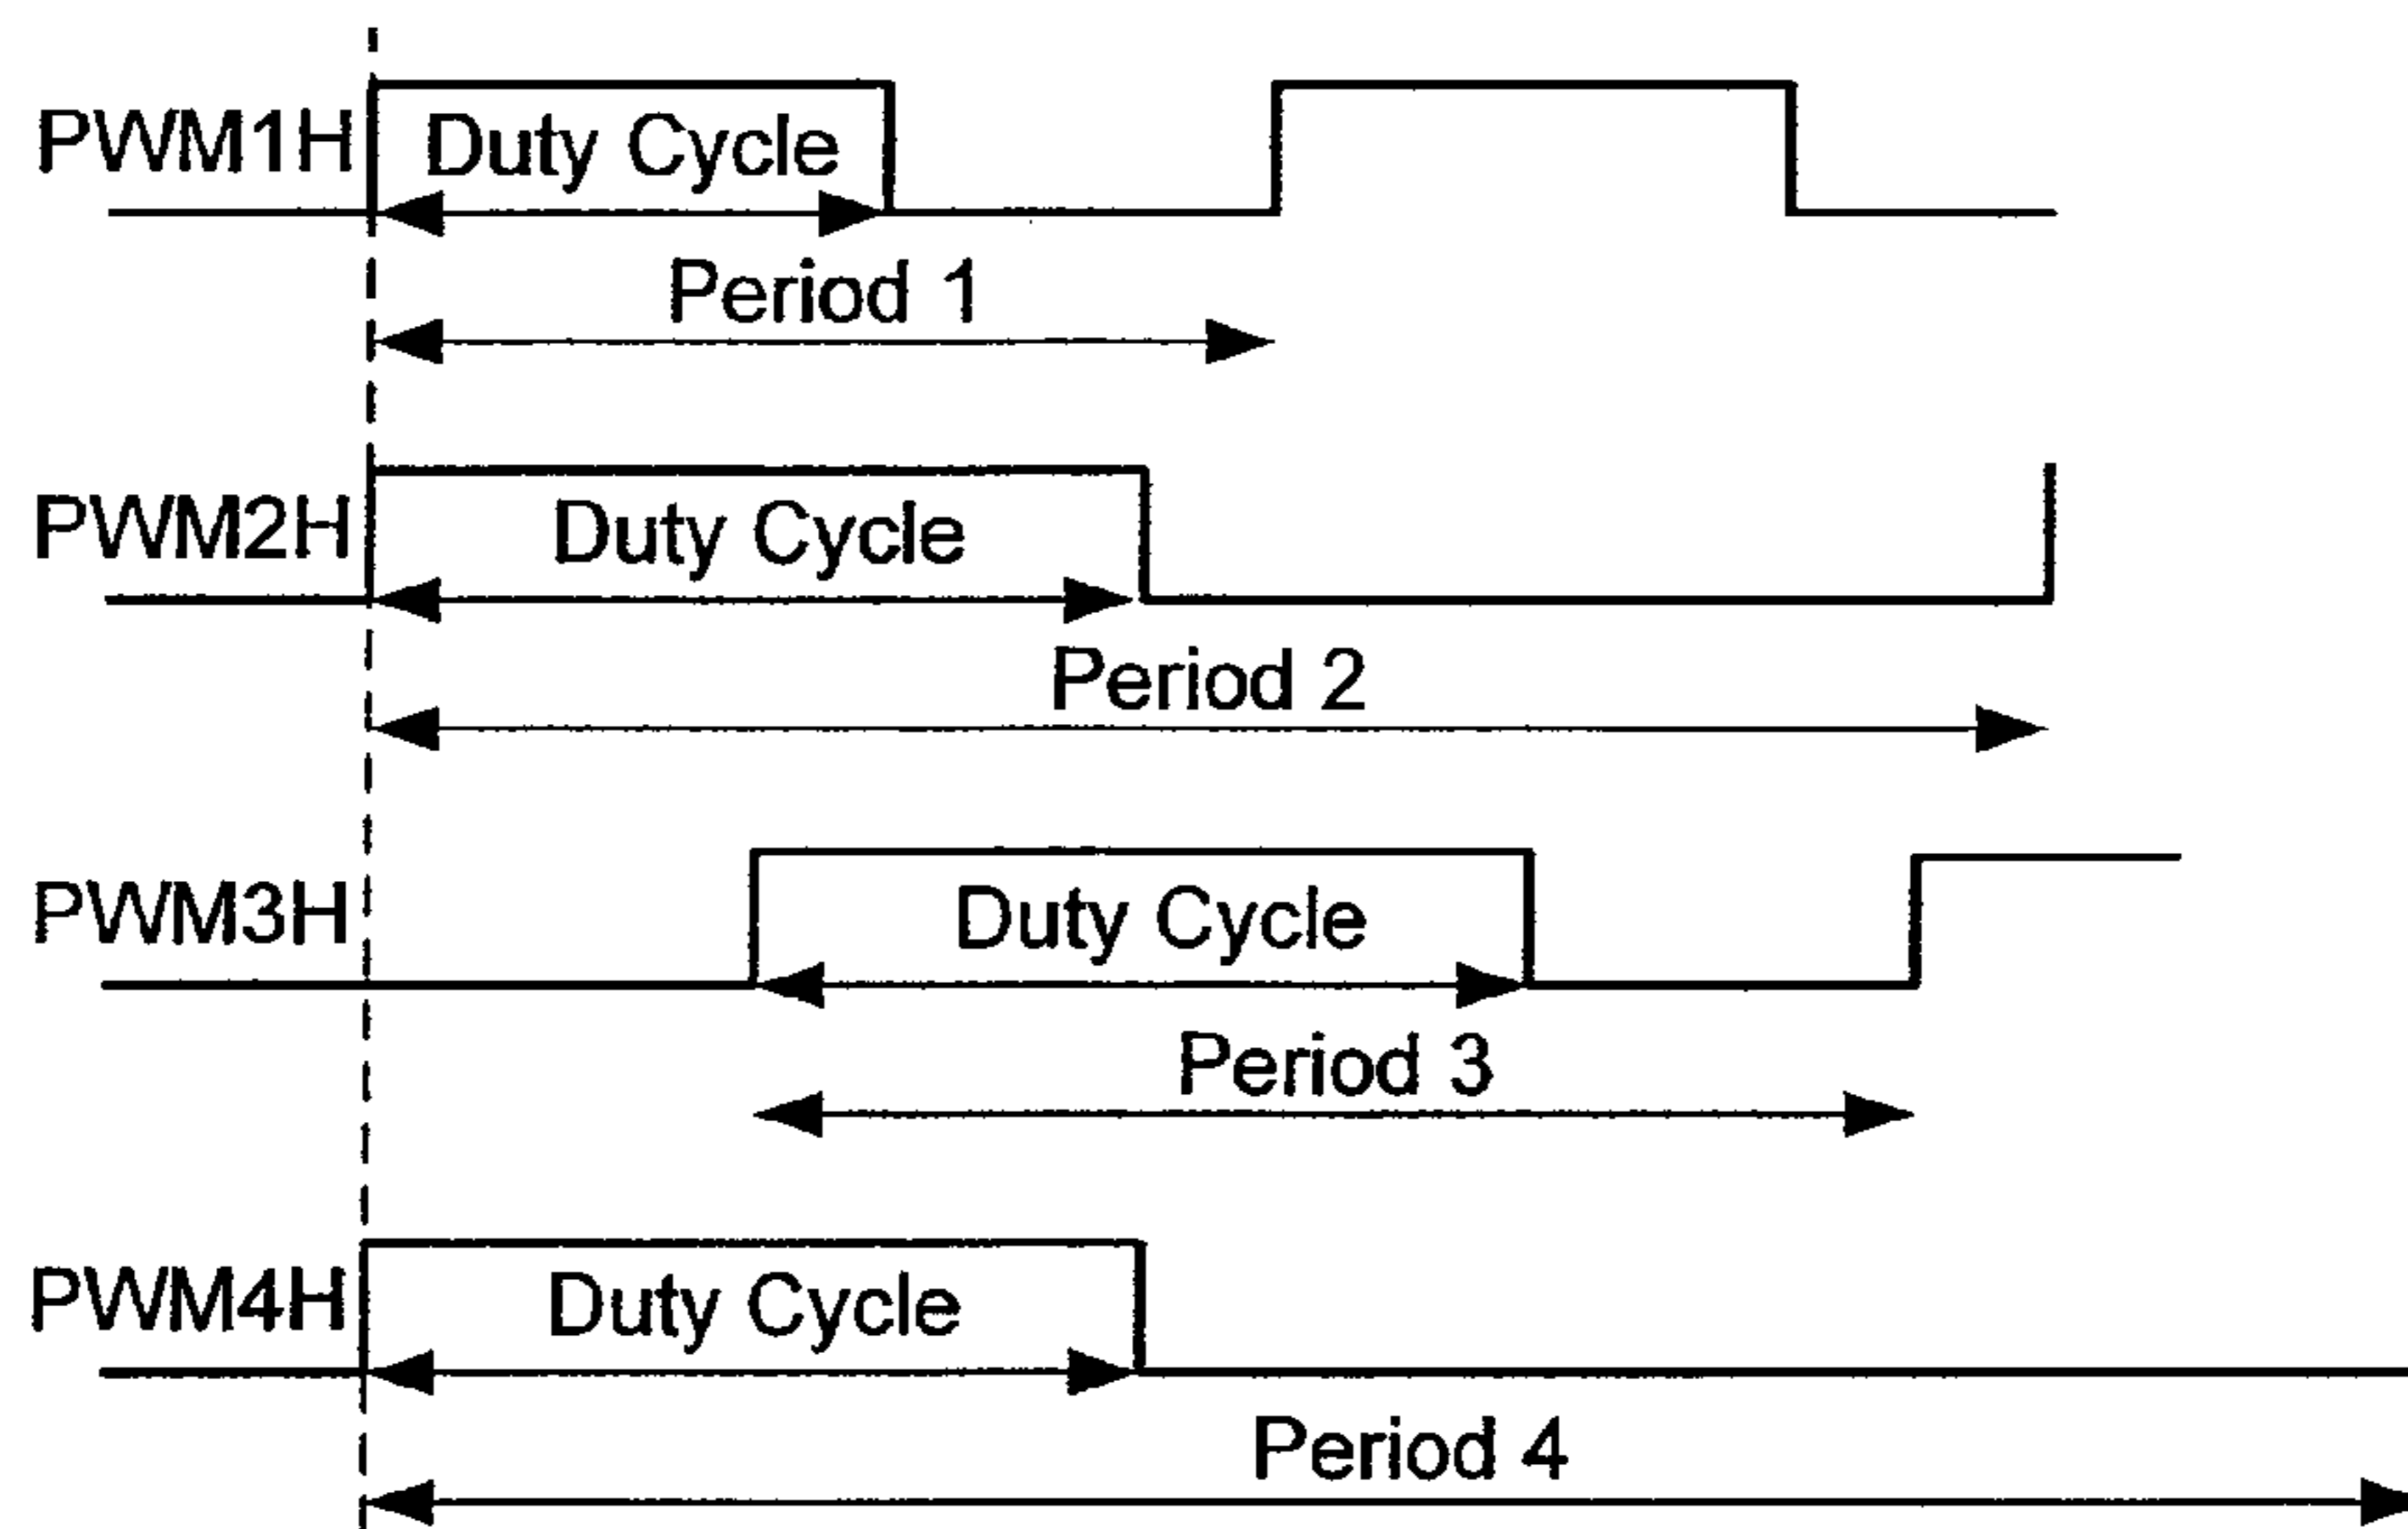 PWM1H
Duty Cycle
Period 1
PWM2H
Duty Cycle
Period 2
PWM3H
Duty Cycle
Period 3
PWM4H
Duty Cycle
Period 4